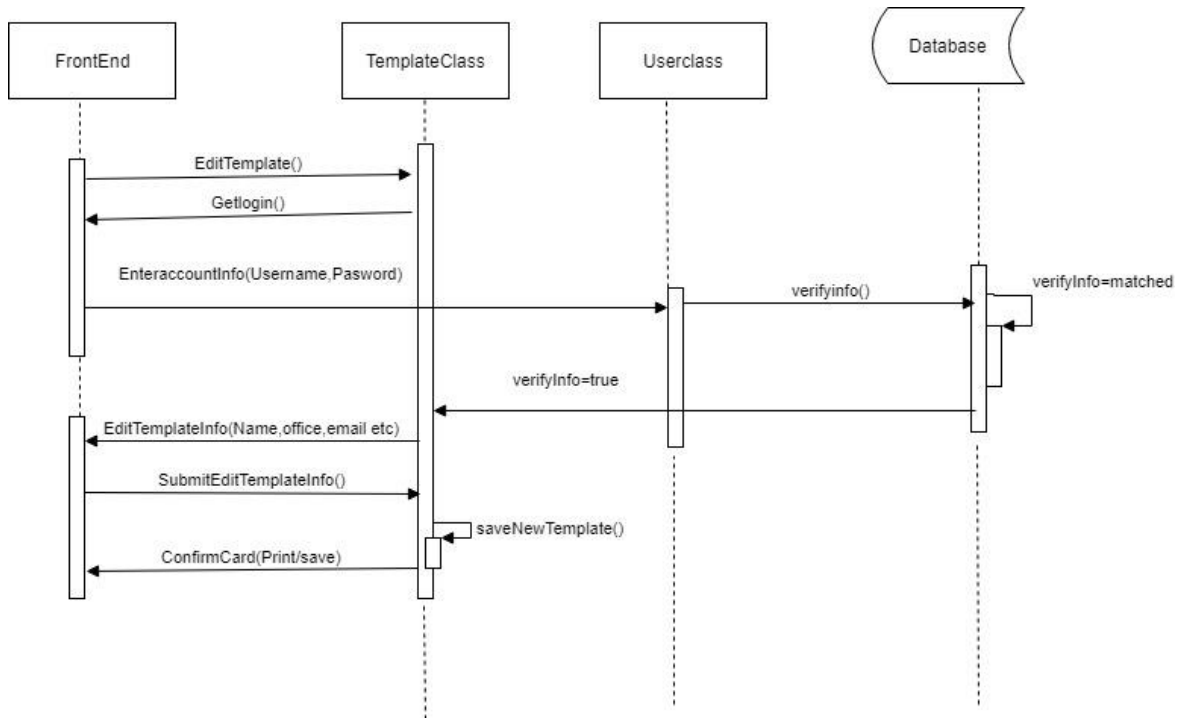 FrontEnd
TemplateClass
Userclass
Database
EditTemplate()
Getlogin()
EnteraccountInfo(Username,Pasword)
verifyinfo()
verifyInfo=matched
verifyInfo=true
EditTemplateInfo(Name,office,email etc)
SubmitEditTemplateInfo()
saveNewTemplate()
ConfirmCard(Print/save)